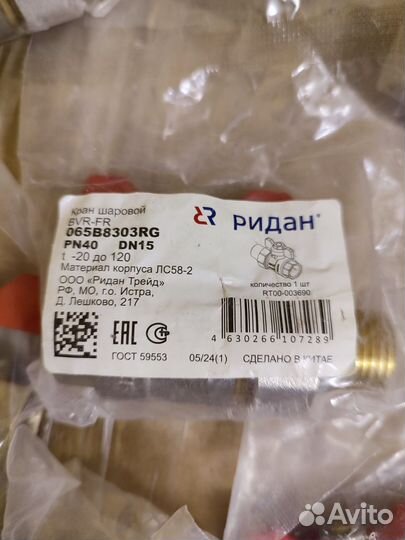 Кран шаровой
BVR-FR
065B8303RG
PN40 DN15
t -20 до 120
Материал корпуса ЛС58-2
ООО «Ридан Трейд»
РФ, МО, г.о. Истра,
Д. Лешково, 217
РИДАН®
количество 1 шт
RT00-003690
4 630266 107289
ЕАС
ГОСТ 59553
05/24(1)
СДЕЛАНО В КИТАЕ
Avito